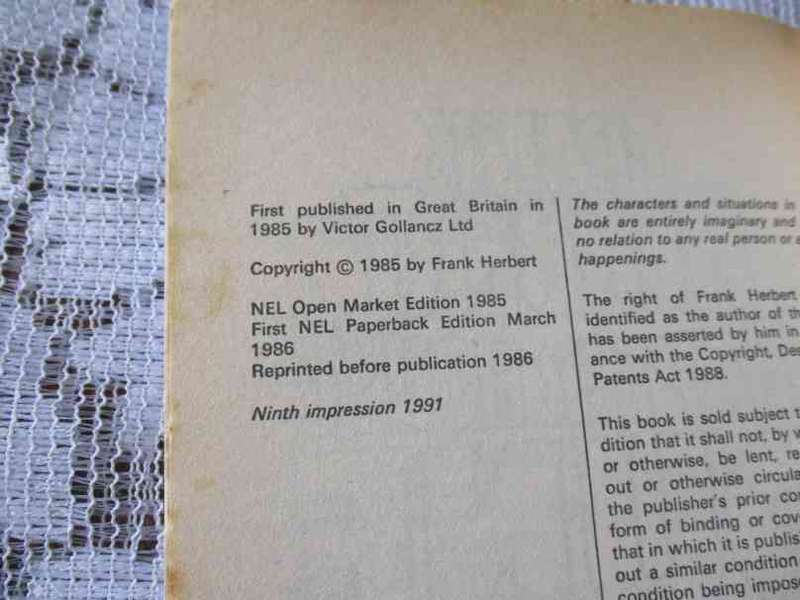 First published in Great Britain in
1985 by Victor Gollancz Ltd
Copyright © 1985 by Frank Herbert
NEL Open Market Edition 1985
First NEL Paperback Edition March
1986
Reprinted before publication 1986
Ninth impression 1991
The characters and situations in
book are entirely imaginary and
no relation to any real person or
happenings.
The right of Frank Herbert
identified as the author of
has been asserted by him in
ance with the Copyright,
Patents Act 1988.
This book is sold subject
dition that it shall not, by
or otherwise, be lent,
out or otherwise
the publisher's prior
form of binding or
that in which it is
out a similar condition
condition being